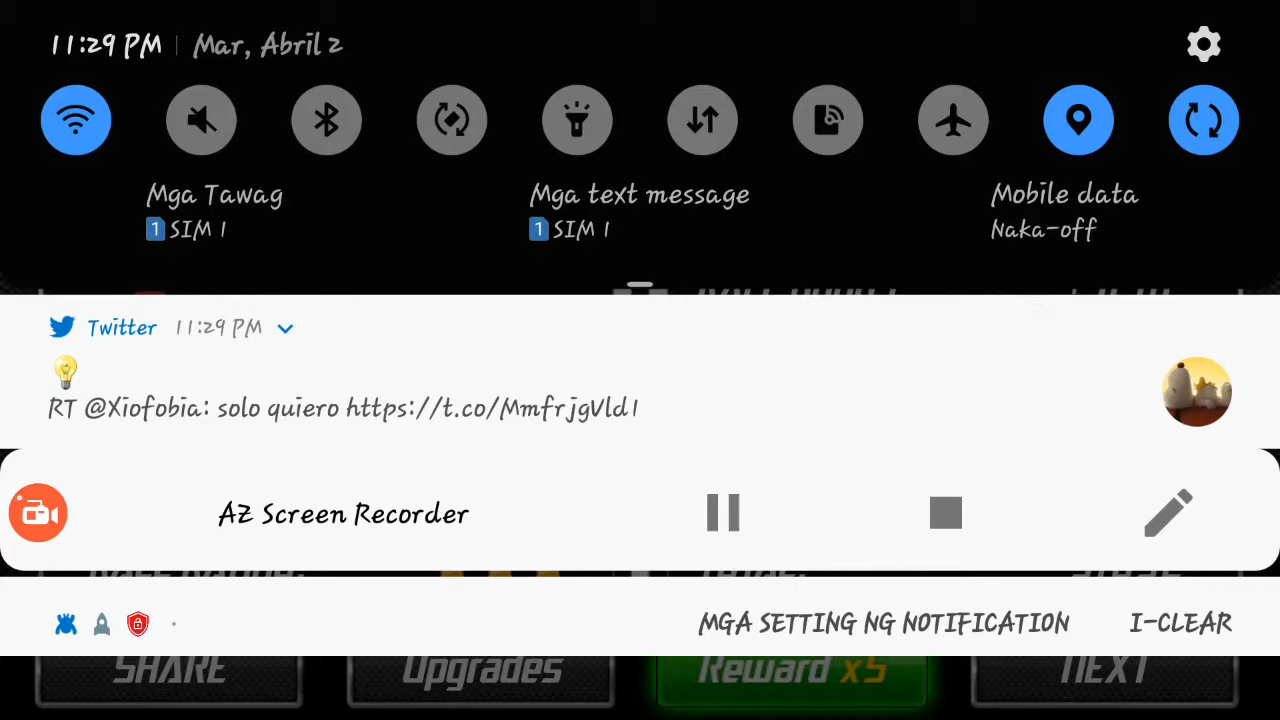 11:29 PM | Mar, Abril 2
Mga Tawag
1 SIM 1
Mga text message
1 SIM 1
Mobile data
Naka-off
Twitter 11:29 PM
RT @Xiofobia: solo quiero https://t.co/MmfrjgVld1
AZ Screen Recorder
MGA SETTING NG NOTIFICATION I-CLEAR
SHARE Upgrades Reward x5 NEXT